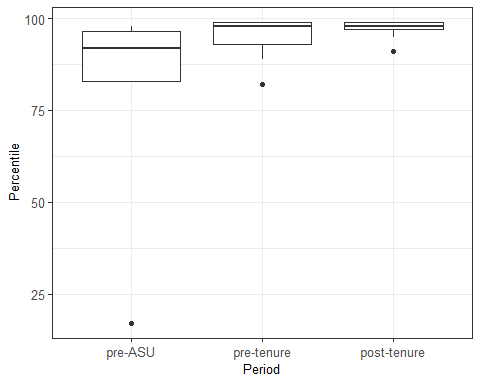 100
75
50
25
Percentile
pre-ASU
pre-tenure
post-tenure
Period